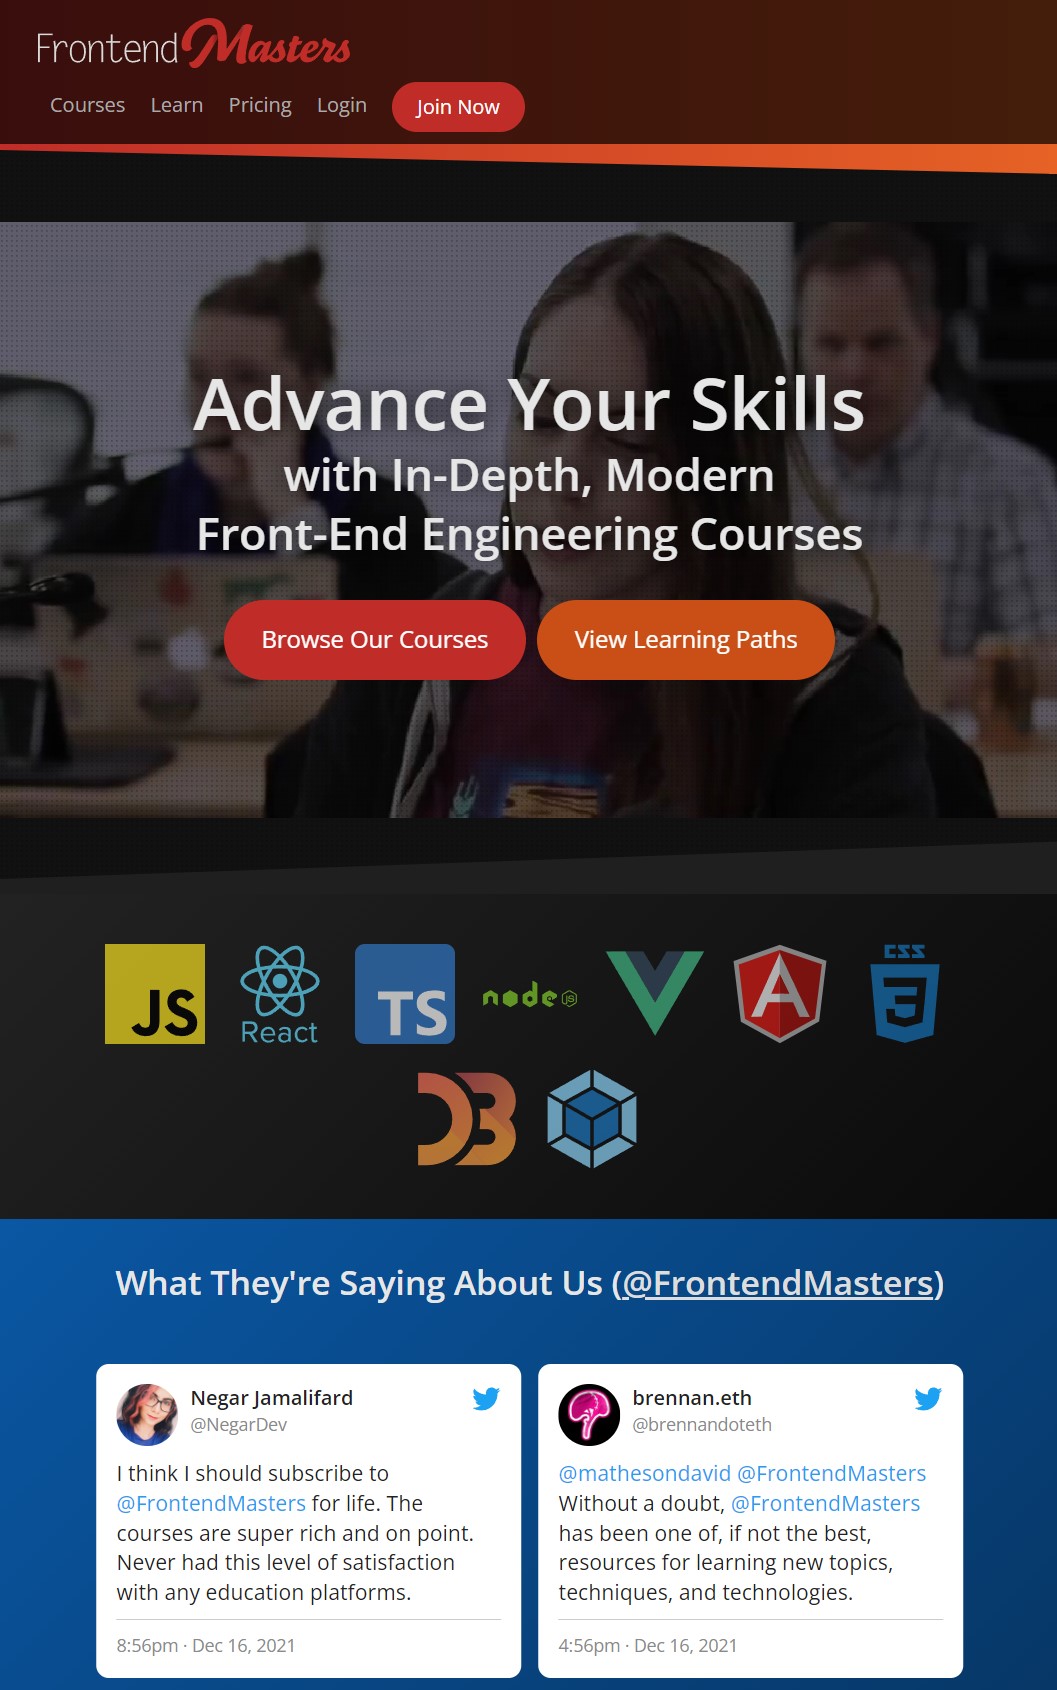 Frontend Masters
Courses Learn Pricing Login Join Now
Advance Your Skills
with In-Depth, Modern
Front-End Engineering Courses
Browse Our Courses View Learning Paths
JS
React
TS
node
JS
A
CSS
3
D3
What They're Saying About Us (@FrontendMasters)
Negar Jamalifard
@NegarDev
I think I should subscribe to
@FrontendMasters for life. The
courses are super rich and on point.
Never had this level of satisfaction
with any education platforms.
8:56pm · Dec 16, 2021
brennan.eth
@brennandoteth
@mathesondavid @FrontendMasters
Without a doubt, @FrontendMasters
has been one of, if not the best,
resources for learning new topics,
techniques, and technologies.
4:56pm · Dec 16, 2021